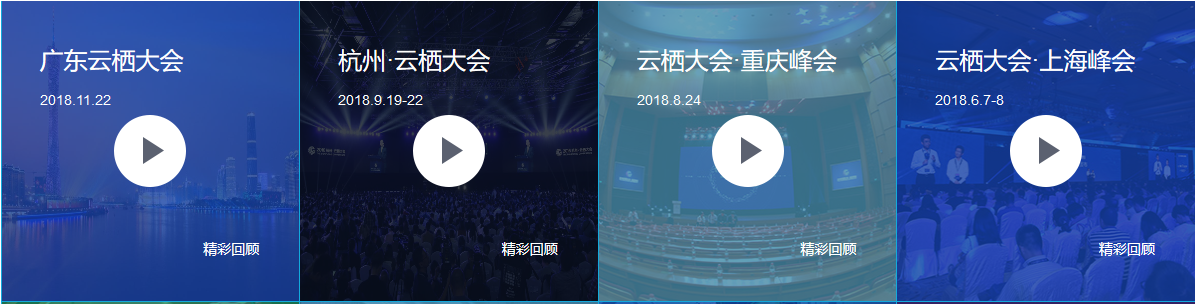 广东云栖大会
2018.11.22
精彩回顾
杭州·云栖大会
2018.9.19-22
精彩回顾
云栖大会·重庆峰会
2018.8.24
精彩回顾
云栖大会·上海峰会
2018.6.7-8
精彩回顾